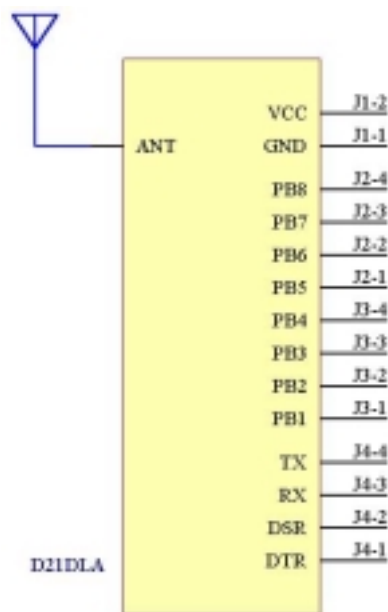 VCC J1-2
ANT GND J1-1
PB8 J2-4
PB7 J2-3
PB6 J2-2
PB5 J2-1
PB4 J3-4
PB3 J3-3
PB2 J3-2
PB1 J3-1
TX J4-4
RX J4-3
DSR J4-2
D21DLA DTR J4-1